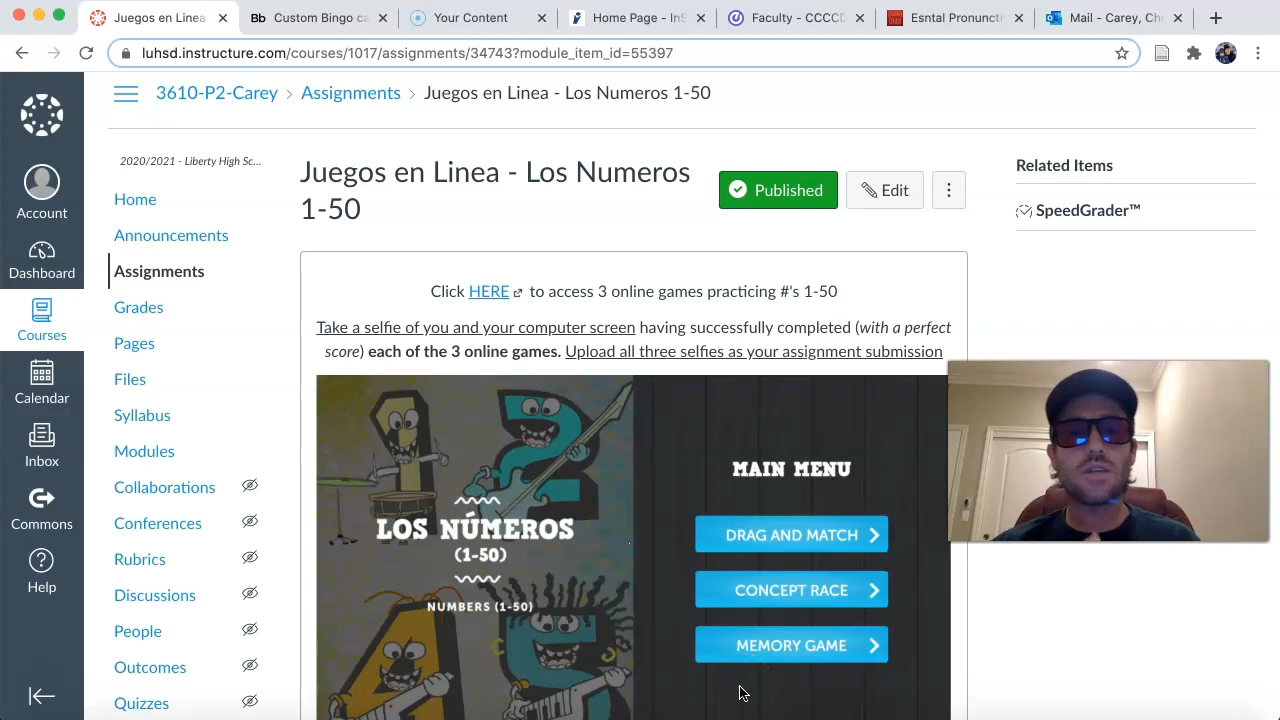 Juegos en Linea - Los Numeros
Custom Bingo ca
Your Content
Home Page - InS
Faculty - CCCCD
Esntal Pronunct
Mail - Carey, Ch
luhsd.instructure.com/courses/1017/assignments/34743?module_item_id=55397
3610-P2-Carey > Assignments > Juegos en Linea - Los Numeros 1-50
Account
Dashboard
Courses
Calendar
Inbox
Commons
Help
2020/2021 - Liberty High Sc...
Home
Announcements
Assignments
Grades
Pages
Files
Syllabus
Modules
Collaborations
Conferences
Rubrics
Discussions
People
Outcomes
Quizzes
Juegos en Linea - Los Numeros
1-50
Published
Edit
Related Items
SpeedGrader™
Click HERE to access 3 online games practicing #'s 1-50
Take a selfie of you and your computer screen having successfully completed (with a perfect
score) each of the 3 online games. Upload all three selfies as your assignment submission
LOS NÚMEROS
(1-50)
NUMBERS (1-50)
MAIN MENU
DRAG AND MATCH
CONCEPT RACE
MEMORY GAME